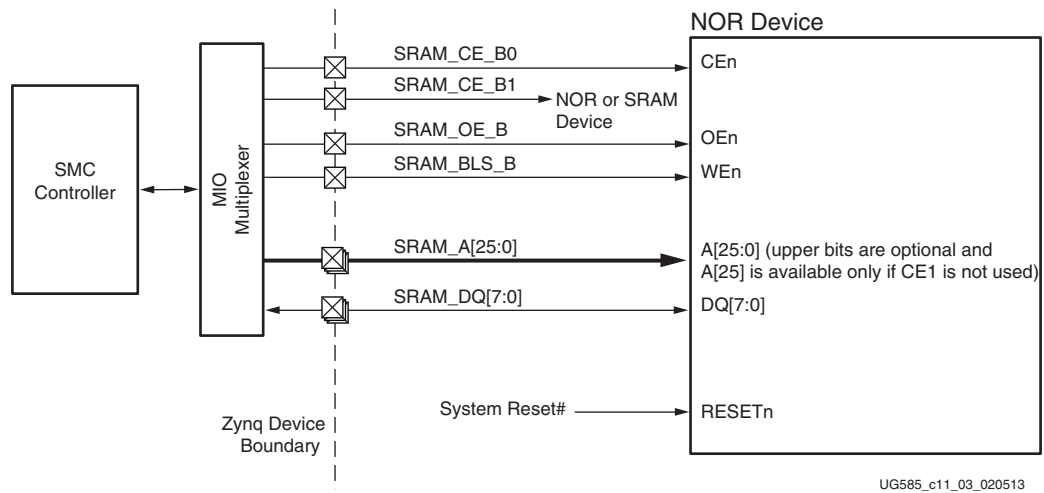 NOR Device
SRAM_CE_B0
CEn
SRAM_CE_B1
NOR or SRAM
Device
SRAM_OE_B
OEn
SMC
Controller
MIO
Multiplexer
SRAM_BLS_B
WEn
SRAM_A[25:0]
A[25:0] (upper bits are optional and
A[25] is available only if CE1 is not used)
SRAM_DQ[7:0]
DQ[7:0]
System Reset#
RESETn
Zynq Device
Boundary
UG585_c11_03_020513